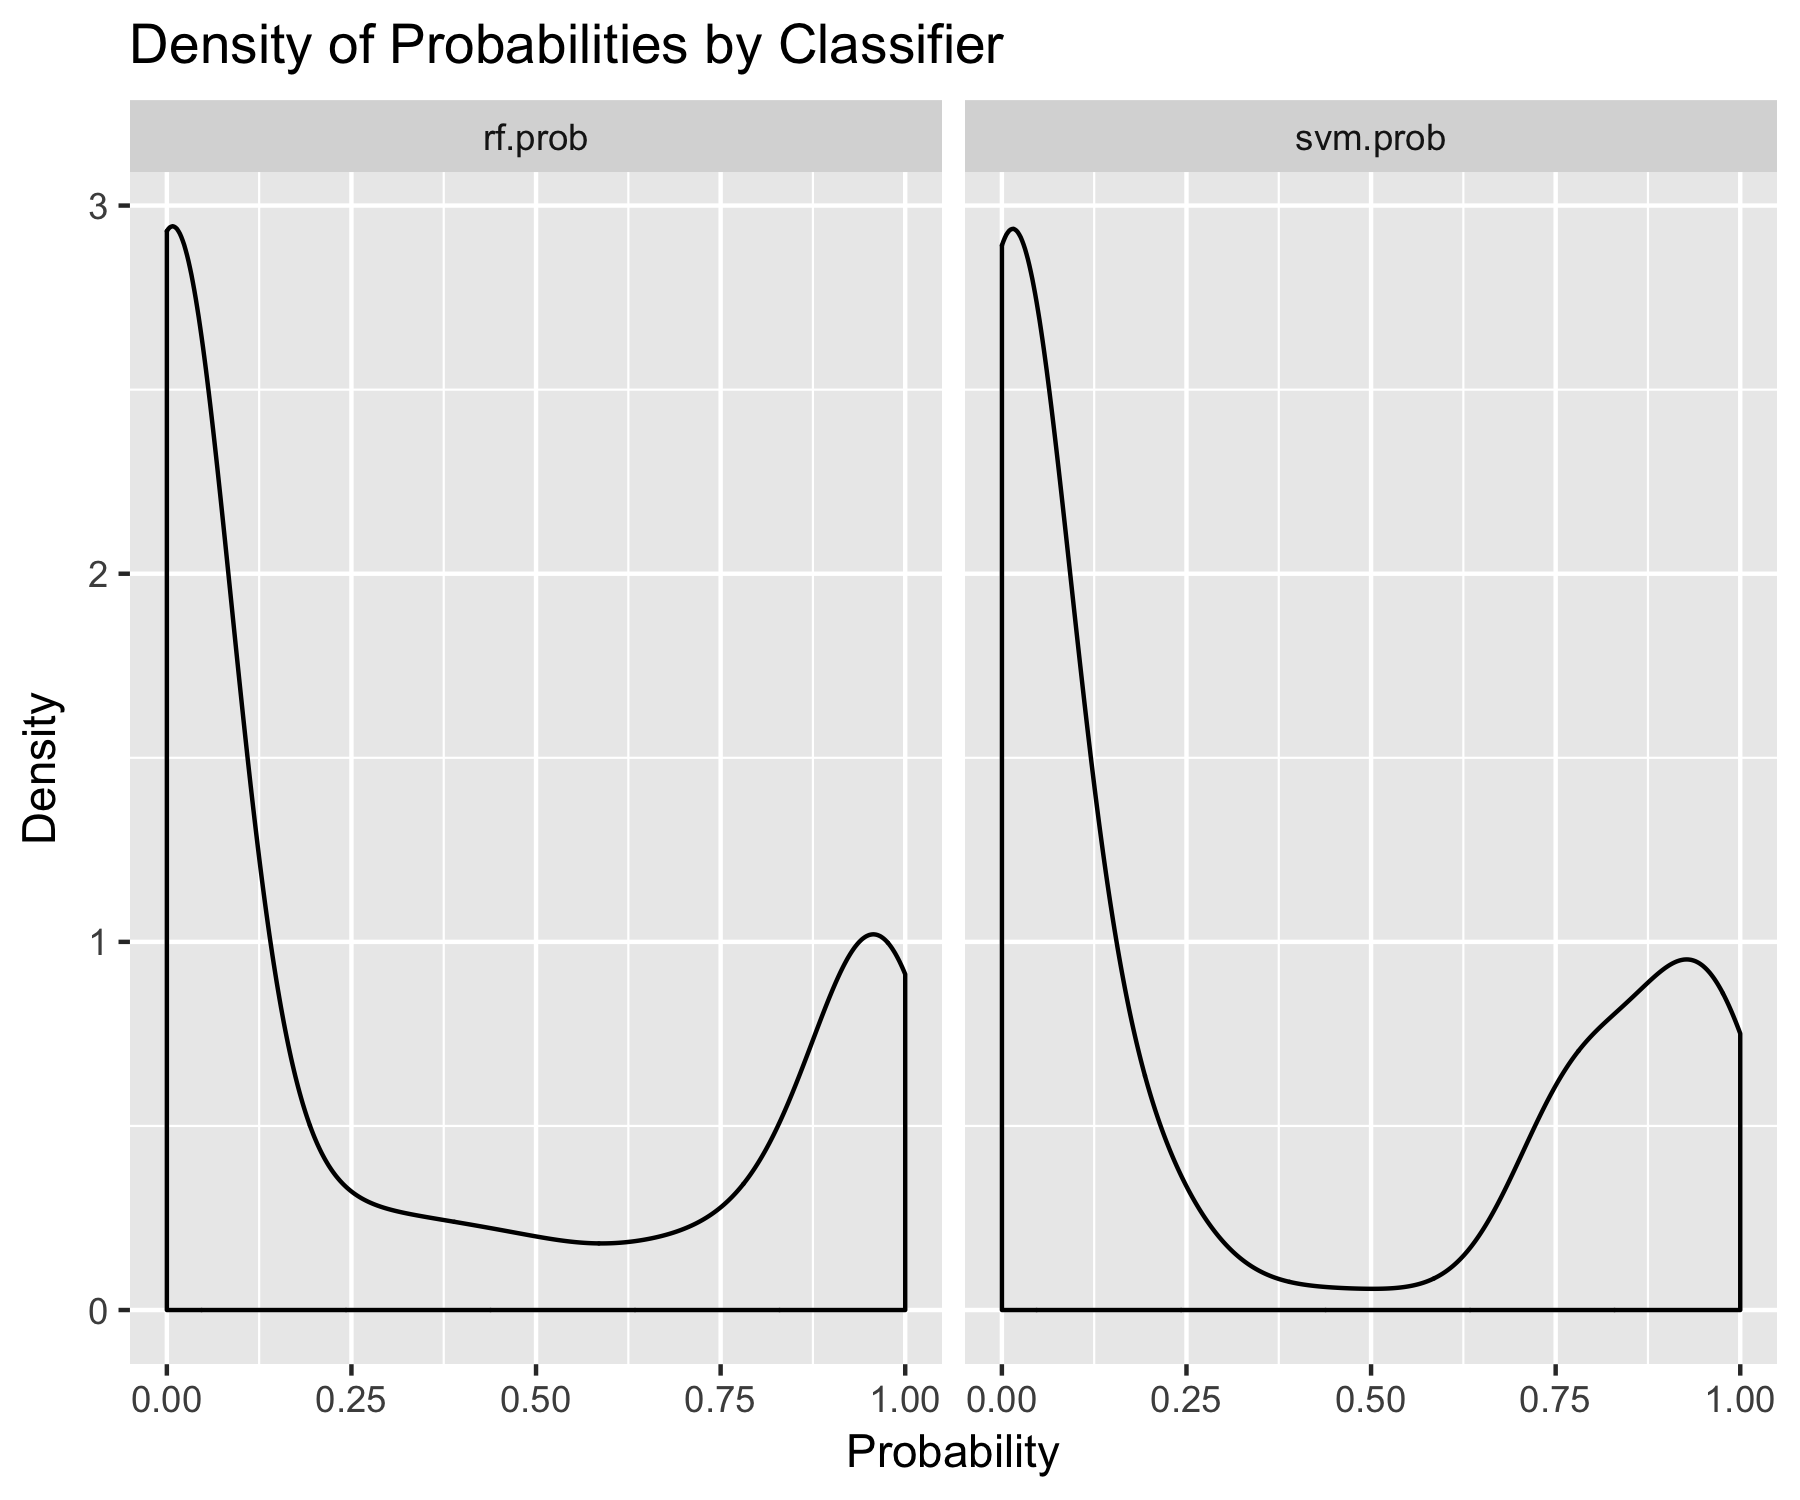 Density of Probabilities by Classifier
rf.prob
svm.prob
3
2
1
0
Density
0.00 0.25 0.50 0.75 1.00
0.00 0.25 0.50 0.75 1.00
Probability